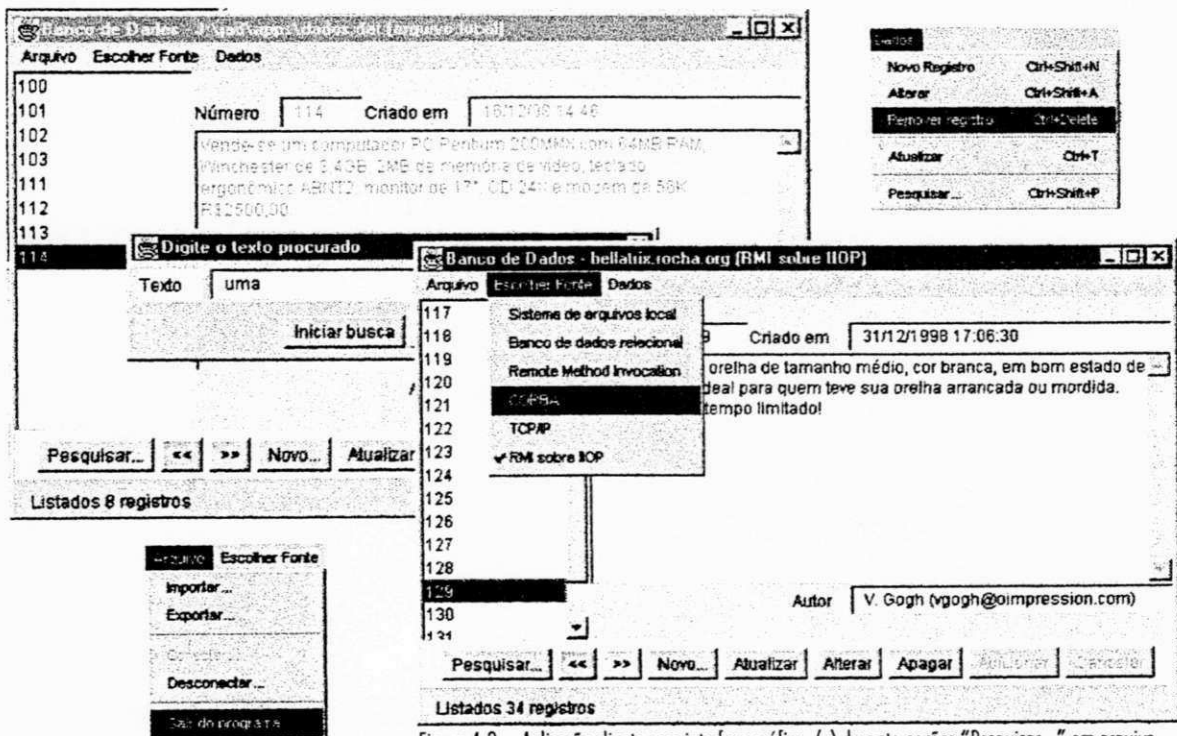 Banco de Dados - J:\
Arquivo Escolher Fonte Dados
100
101
102
103
111
112
113
114
Número 114 Criado em 14:46
Vende-se um computador PC Pentium 200MMX com 64MB RAM,
Winchester de 3.4GB, 2MB de memória de vídeo, teclado
ergonômico ABNT2, monitor de 17", CD 24X e modem de 56K
R$2500,00
Pesquisar... << >> Novo... Atualizar
Listados 8 registros
Dados
Novo Registro Ctrl+Shift+N
Alterar Ctrl+Shift+A
Remover registro Ctrl+Delete
Atualizar Ctrl+T
Pesquisar... Ctrl+Shift+P
Digite o texto procurado
Texto uma
Iniciar busca
Banco de Dados - bellatrix.rocha.org (RMI sobre IIOP)
Arquivo Escolher Fonte Dados
Sistema de arquivos local
Banco de dados relacional
Remote Method Invocation
CORBA
TCP/IP
RMI sobre IIOP
117
118
119
120
121
122
123
124
125
126
127
128
129
130
131
9 Criado em 31/12/1998 17:06:30
orelha de tamanho médio, cor branca, em bom estado de
deal para quem teve sua orelha arrancada ou mordida.
tempo limitado!
Autor V. Gogh (vgogh@oimpression.com)
Pesquisar... << >> Novo... Atualizar Alterar Apagar Adicionar Cancelar
Listados 34 registros
Arquivo Escolher Fonte
Importar...
Exportar...
Conectar...
Desconectar...
Sair do programa